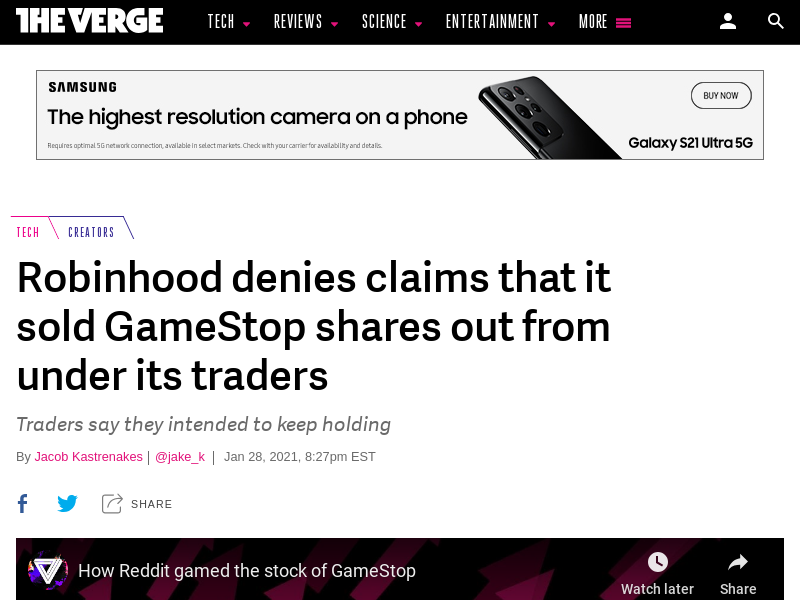 THE VERGE TECH REVIEWS SCIENCE ENTERTAINMENT MORE
SAMSUNG
The highest resolution camera on a phone
Requires optimal 5G network connection, available in select markets. Check with your carrier for availability and details.
BUY NOW
Galaxy S21 Ultra 5G
TECH CREATORS
Robinhood denies claims that it
sold GameStop shares out from
under its traders
Traders say they intended to keep holding
By Jacob Kastrenakes | @jake_k | Jan 28, 2021, 8:27pm EST
SHARE
How Reddit gamed the stock of GameStop
Watch later Share